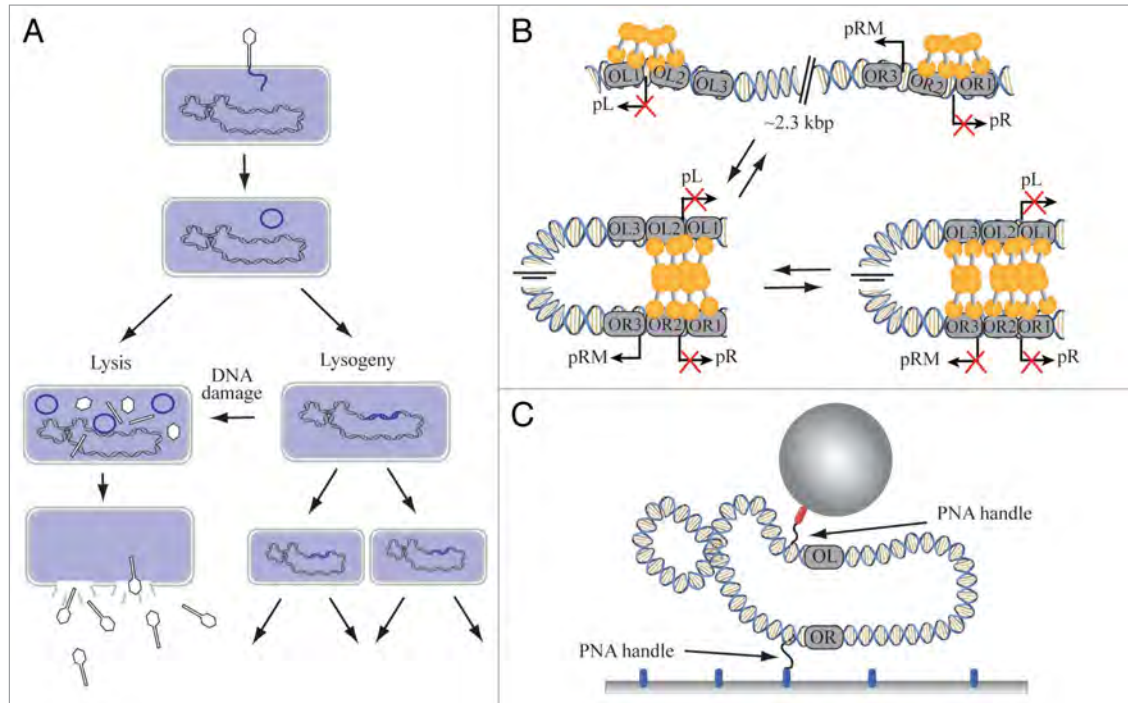 A
Lysis
Lysogeny
DNA
damage
B
pRM
OL1
OL2
OL3
OR3
OR2
OR1
pL
pR
~2.3 kbp
pL
OL3
OL2
OL1
OR3
OR2
OR1
pRM
pR
pL
OL3
OL2
OL1
OR3
OR2
OR1
pRM
pR
C
PNA handle
OL
OR
PNA handle